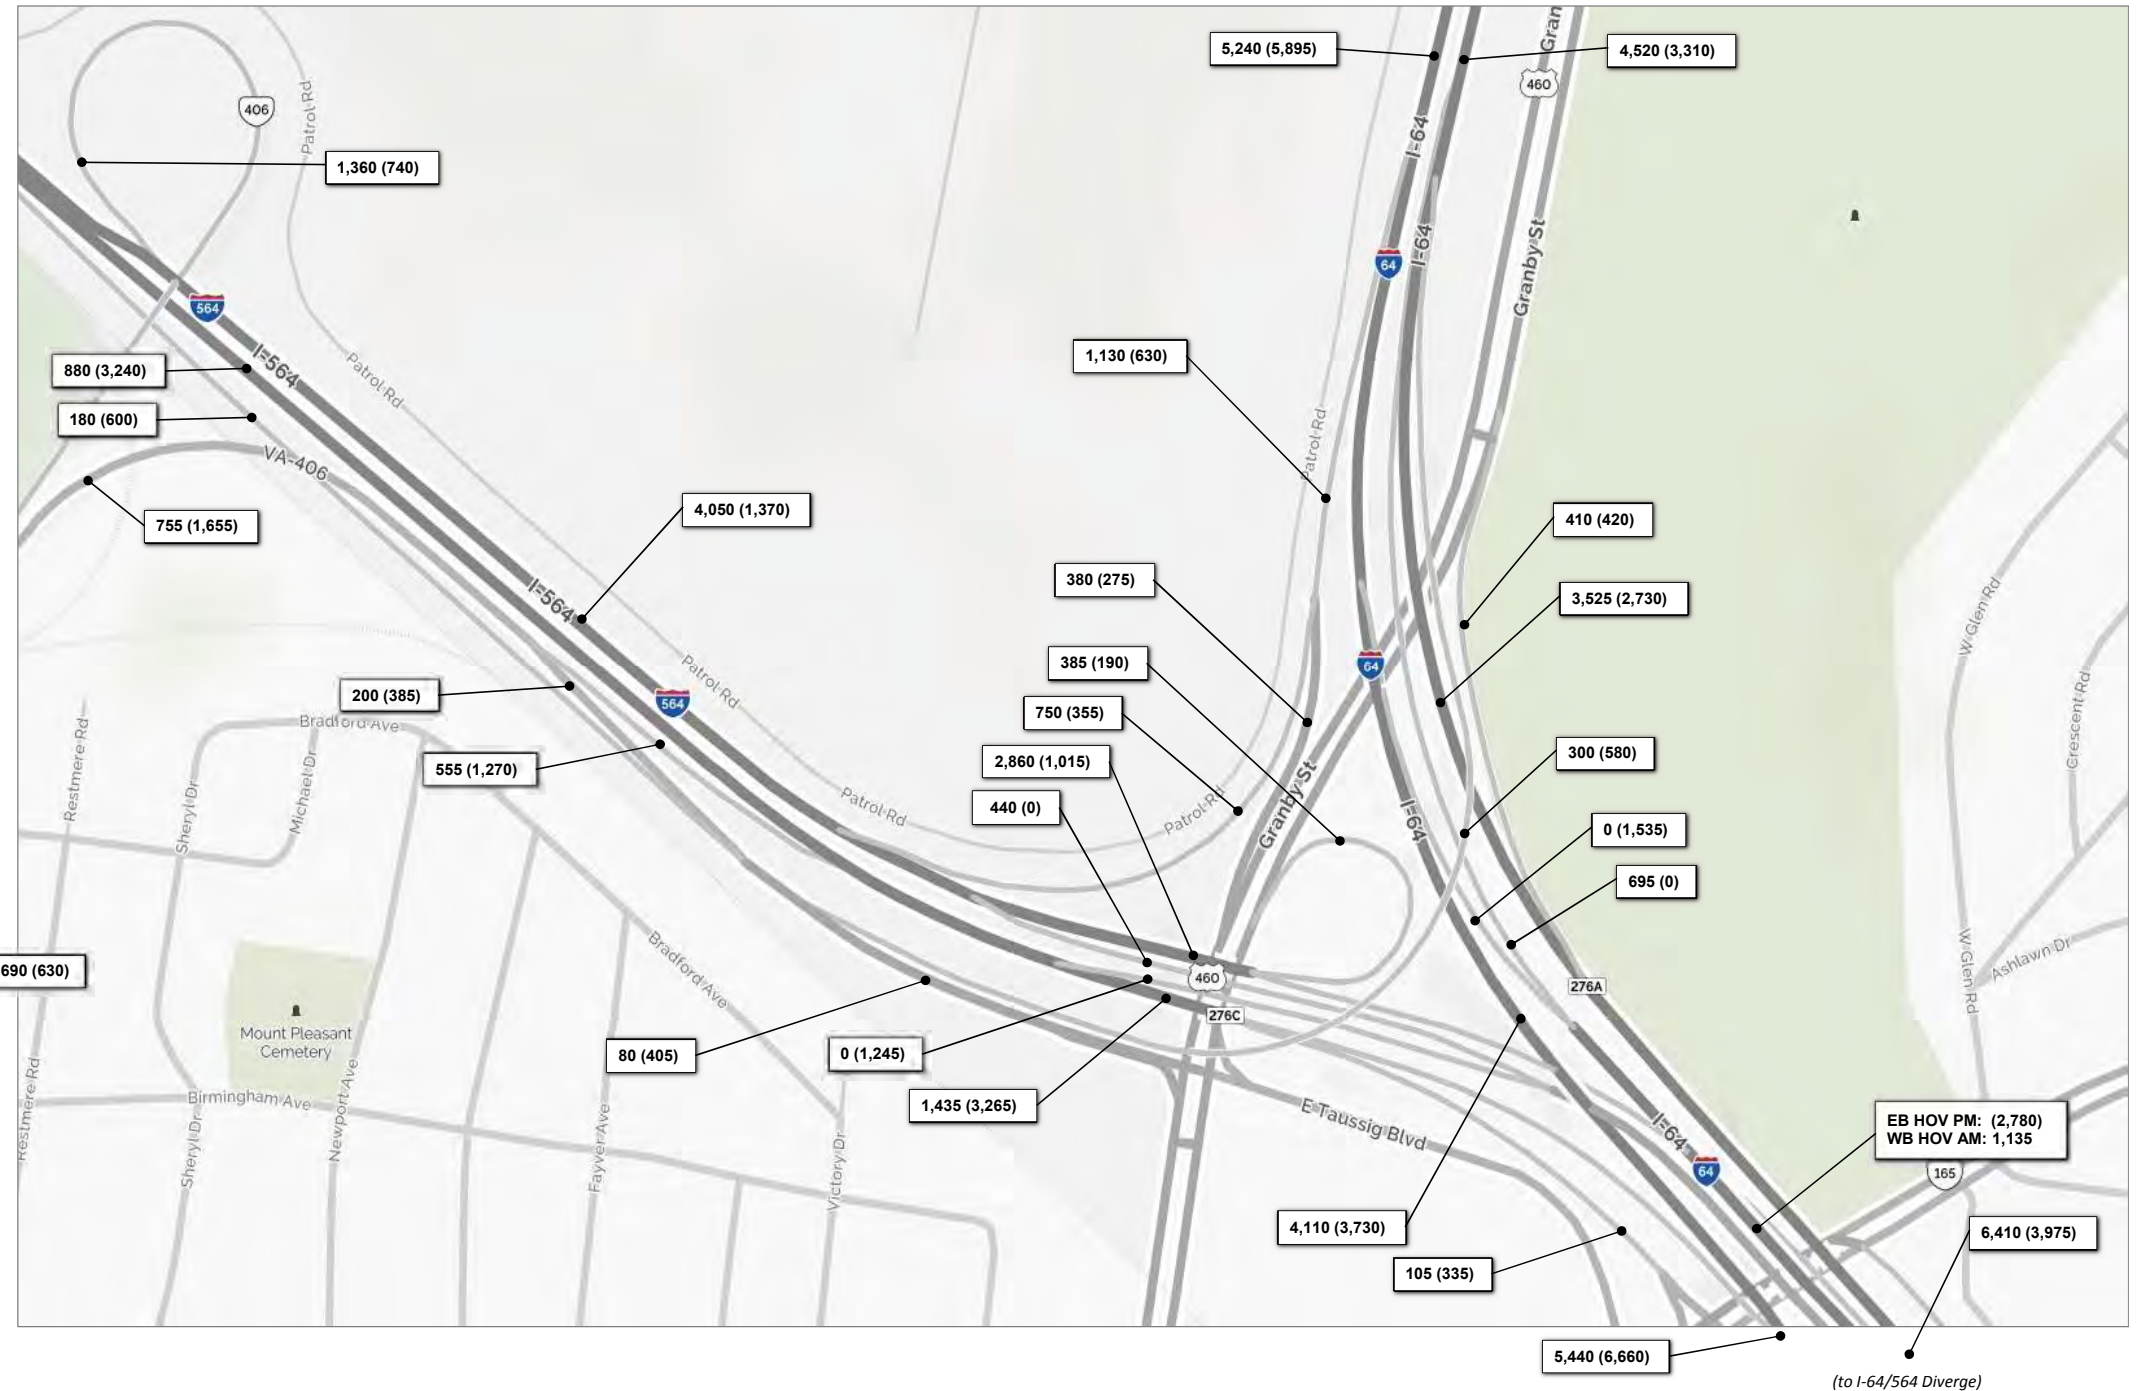 5,240 (5,895)
4,520 (3,310)
Gran
460
406
Patrol Rd
I-64
1,360 (740)
I-64
64
Granby St
564
I-564
880 (3,240)
1,130 (630)
Patrol Rd
180 (600)
VA-406
Patrol Rd
755 (1,655)
4,050 (1,370)
410 (420)
I-564
380 (275)
3,525 (2,730)
W Glen Rd
385 (190)
64
Patrol Rd
200 (385)
564
750 (355)
Crescent Rd
Bradford Ave
Restmere Rd
Michael Dr
Sheryl Dr
555 (1,270)
2,860 (1,015)
300 (580)
440 (0)
Patrol Rd
Patrol Rd
Granby St
I-64
0 (1,535)
695 (0)
690 (630)
Bradford Ave
460
276A
W Glen Rd
Ashlawn Dr
276C
Mount Pleasant
Cemetery
80 (405)
0 (1,245)
1,435 (3,265)
Restmere Rd
Birmingham Ave
Sheryl Dr
Newport Ave
Fayver Ave
Victory Dr
E Taussig Blvd
I-64
64
EB HOV PM: (2,780)
WB HOV AM: 1,135
165
4,110 (3,730)
6,410 (3,975)
105 (335)
5,440 (6,660)
(to I-64/564 Diverge)